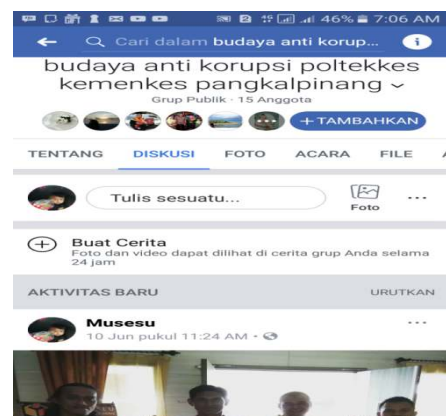 46% 7:06 AM
Cari dalam budaya anti korup...
budaya anti korupsi poltekkes
kemenkes pangkalpinang
Grup Publik · 15 Anggota
+TAMBAHKAN
TENTANG DISKUSI FOTO ACARA FILE
Tulis sesuatu...
Foto
Buat Cerita
Foto dan video dapat dilihat di cerita grup Anda selama
24 jam
AKTIVITAS BARU URUTKAN
Musesu
10 Jun pukul 11:24 AM ·